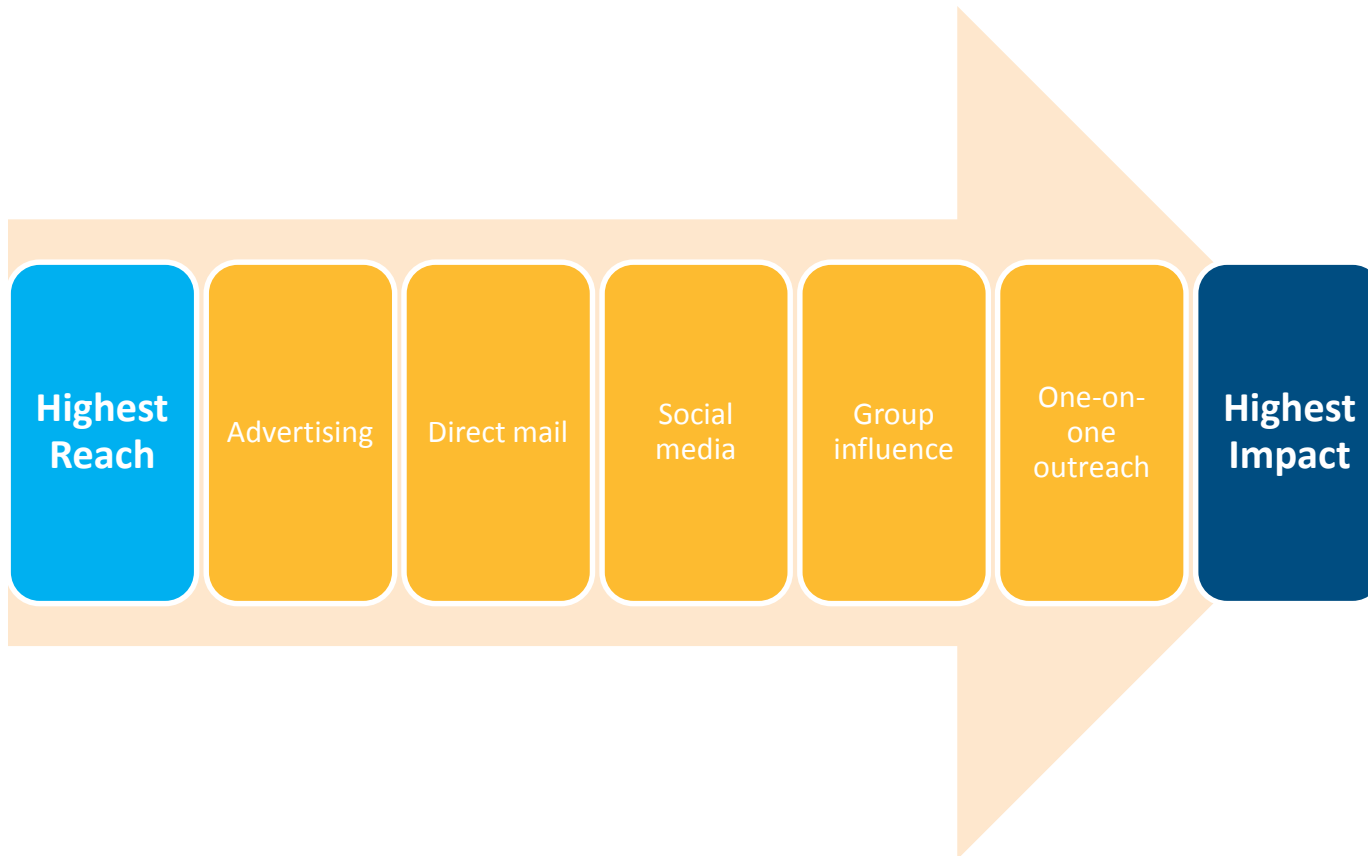 Highest
Reach
Advertising
Direct mail
Social
media
Group
influence
One-on-
one
outreach
Highest
Impact